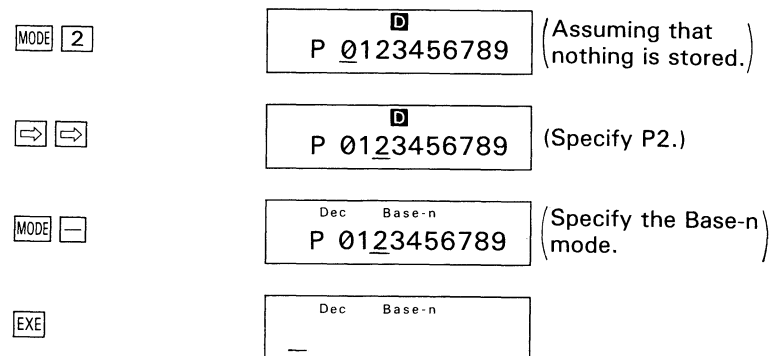 MODE 2 D (Assuming that
P 0123456789 nothing is stored.)
⇨ ⇨ D
P 0123456789 (Specify P2.)
MODE — Dec Base-n (Specify the Base-n
P 0123456789 mode.)
EXE Dec Base-n